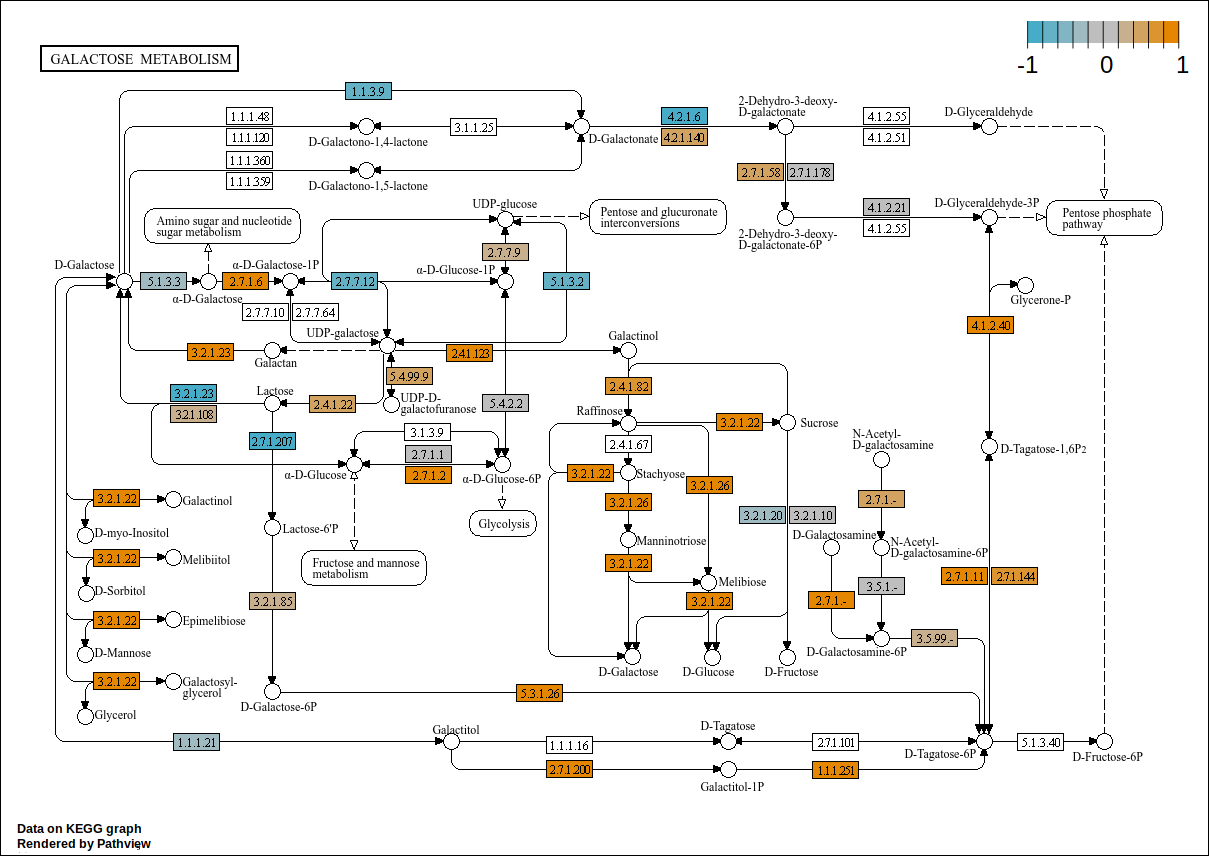 GALACTOSE METABOLISM
-1 0 1
1.1.3.9
1.1.1.48
1.1.1.120
3.1.1.25
D-Galactono-1,4-lactone
1.1.1.360
1.1.1.359
D-Galactono-1,5-lactone
D-Galactonate
4.2.1.6
4.2.1.140
2-Dehydro-3-deoxy-
D-galactonate
4.1.2.55
4.1.2.51
D-Glyceraldehyde
2.7.1.58
2.7.1.178
2-Dehydro-3-deoxy-
D-galactonate-6P
4.1.2.21
4.1.2.55
D-Glyceraldehyde-3P
Pentose phosphate
pathway
Amino sugar and nucleotide
sugar metabolism
UDP-glucose
Pentose and glucuronate
interconversions
2.7.7.9
D-Galactose
5.1.3.3
α-D-Galactose
2.7.1.6
α-D-Galactose-1P
2.7.7.12
α-D-Glucose-1P
5.1.3.2
2.7.7.10
2.7.7.64
UDP-galactose
Glycerone-P
4.1.2.40
3.2.1.23
Galactan
2.4.1.123
Galactinol
5.4.99.9
UDP-D-
galactofuranose
2.4.1.82
3.2.1.23
3.2.1.108
Lactose
2.4.1.22
5.4.2.2
Raffinose
3.2.1.22
Sucrose
2.7.1.207
3.1.3.9
2.7.1.1
2.7.1.2
α-D-Glucose
α-D-Glucose-6P
2.4.1.67
3.2.1.22
Stachyose
3.2.1.26
3.2.1.26
N-Acetyl-
D-galactosamine
D-Tagatose-1,6P2
2.7.1.-
3.2.1.22
Galactinol
D-myo-Inositol
Lactose-6'P
Glycolysis
Manninotriose
3.2.1.20
3.2.1.10
D-Galactosamine
N-Acetyl-
D-galactosamine-6P
3.2.1.22
Melibiitol
D-Sorbitol
Fructose and mannose
metabolism
3.2.1.22
Melibiose
3.2.1.22
2.7.1.-
3.5.1.-
2.7.1.11
2.7.1.144
3.2.1.85
3.2.1.22
Epimelibiose
D-Mannose
D-Galactosamine-6P
3.5.99.-
D-Galactose
D-Glucose
D-Fructose
3.2.1.22
Galactosyl-
glycerol
Glycerol
D-Galactose-6P
5.3.1.26
1.1.1.21
Galactitol
1.1.1.16
D-Tagatose
2.7.1.101
D-Tagatose-6P
5.1.3.40
D-Fructose-6P
2.7.1.200
Galactitol-1P
1.1.1.251
Data on KEGG graph
Rendered by Pathview